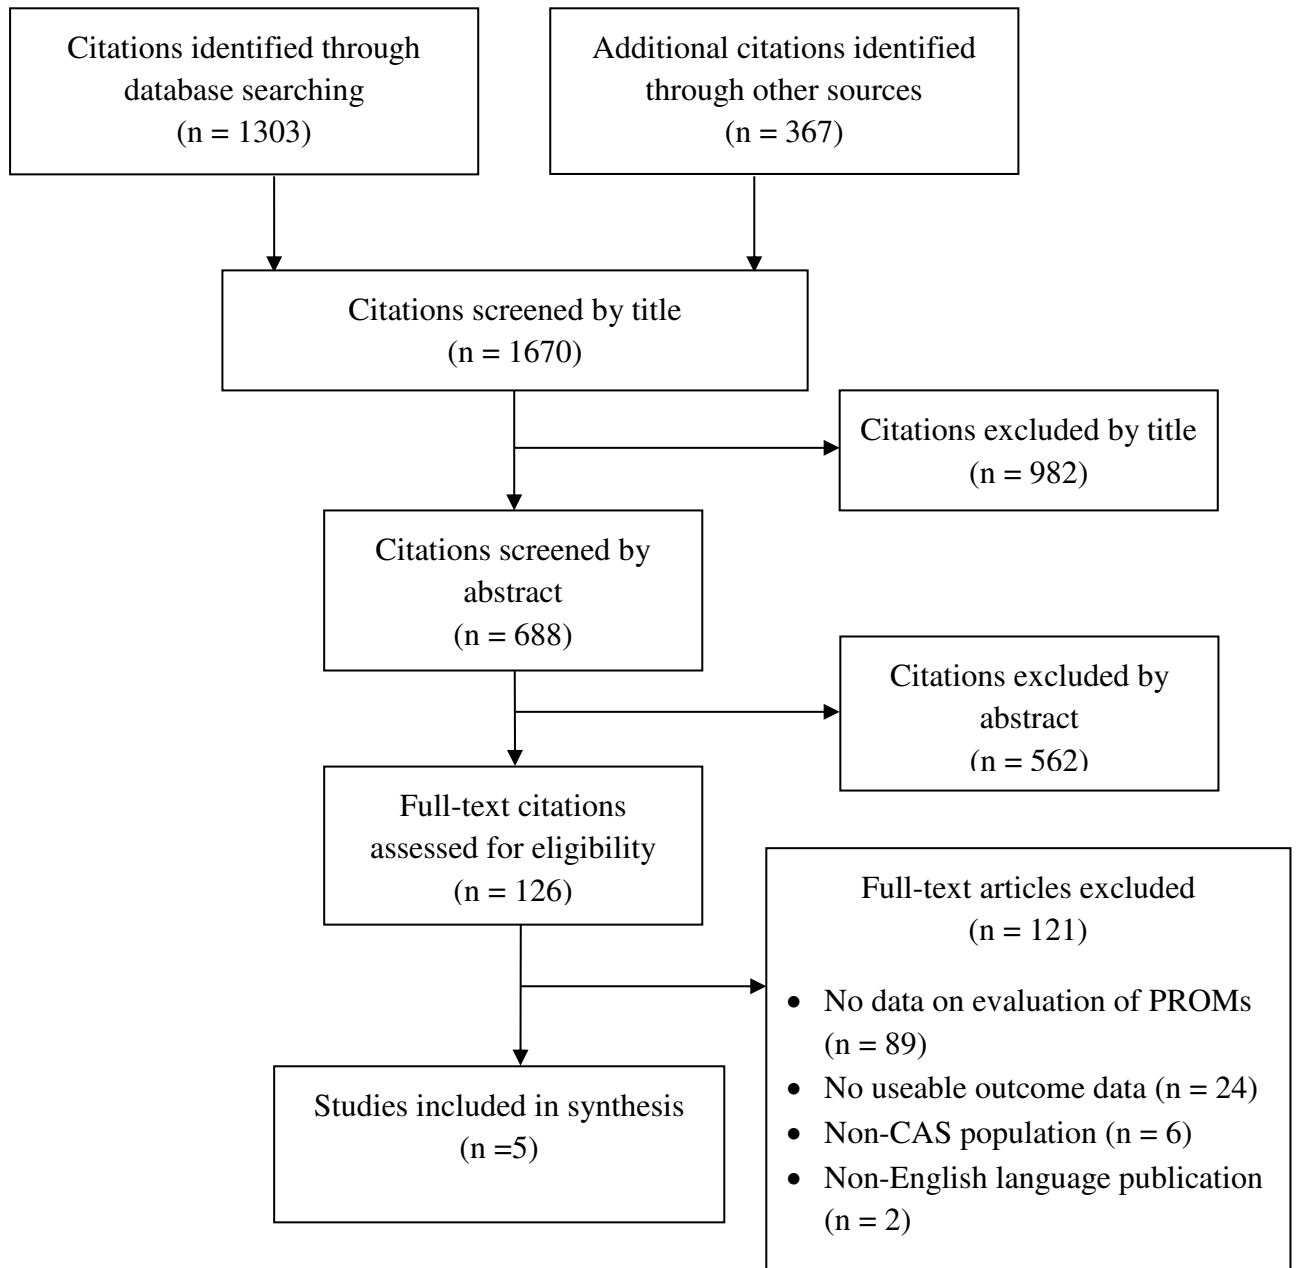 Citations identified through
database searching
(n = 1303)
Additional citations identified
through other sources
(n = 367)
Citations screened by title
(n = 1670)
Citations excluded by title
(n = 982)
Citations screened by
abstract
(n = 688)
Citations excluded by
abstract
(n = 562)
Full-text citations
assessed for eligibility
(n = 126)
Full-text articles excluded
(n = 121)
• No data on evaluation of PROMs
(n = 89)
• No useable outcome data (n = 24)
• Non-CAS population (n = 6)
• Non-English language publication
(n = 2)
Studies included in synthesis
(n =5)